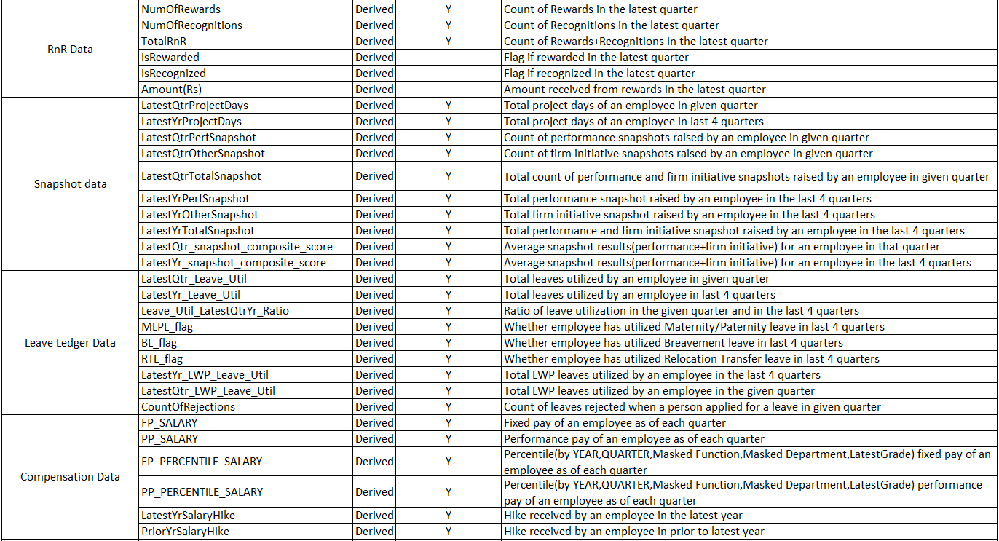 RnR Data
NumOfRewards Derived Y Count of Rewards in the latest quarter
NumOfRecognitions Derived Y Count of Recognitions in the latest quarter
TotalRnR Derived Y Count of Rewards+Recognitions in the latest quarter
IsRewarded Derived Flag if rewarded in the latest quarter
IsRecognized Derived Flag if recognized in the latest quarter
Amount(Rs) Derived Amount received from rewards in the latest quarter
Snapshot data
LatestQtrProjectDays Derived Y Total project days of an employee in given quarter
LatestYrProjectDays Derived Y Total project days of an employee in last 4 quarters
LatestQtrPerfSnapshot Derived Y Count of performance snapshots raised by an employee in given quarter
LatestQtrOtherSnapshot Derived Y Count of firm initiative snapshots raised by an employee in given quarter
LatestQtrTotalSnapshot Derived Y Total count of performance and firm initiative snapshots raised by an employee in given quarter
LatestYrPerfSnapshot Derived Y Total performance snapshot raised by an employee in the last 4 quarters
LatestYrOtherSnapshot Derived Y Total firm initiative snapshot raised by an employee in the last 4 quarters
LatestYrTotalSnapshot Derived Y Total performance and firm initiative snapshot raised by an employee in the last 4 quarters
LatestQtr_snapshot_composite_score Derived Y Average snapshot results(performance+firm initiative) for an employee in that quarter
LatestYr_snapshot_composite_score Derived Y Average snapshot results(performance+firm initiative) for an employee in the last 4 quarters
Leave Ledger Data
LatestQtr_Leave_Util Derived Y Total leaves utilized by an employee in given quarter
LatestYr_Leave_Util Derived Y Total leaves utilized by an employee in last 4 quarters
Leave_Util_LatestQtrYr_Ratio Derived Y Ratio of leave utilization in the given quarter and in the last 4 quarters
MLPL_flag Derived Y Whether employee has utilized Maternity/Paternity leave in last 4 quarters
BL_flag Derived Y Whether employee has utilized Breavement leave in last 4 quarters
RTL_flag Derived Y Whether employee has utilized Relocation Transfer leave in last 4 quarters
LatestYr_LWP_Leave_Util Derived Y Total LWP leaves utilized by an employee in the last 4 quarters
LatestQtr_LWP_Leave_Util Derived Y Total LWP leaves utilized by an employee in the given quarter
CountOfRejections Derived Y Count of leaves rejected when a person applied for a leave in given quarter
Compensation Data
FP_SALARY Derived Y Fixed pay of an employee as of each quarter
PP_SALARY Derived Y Performance pay of an employee as of each quarter
FP_PERCENTILE_SALARY Derived Y Percentile(by YEAR,QUARTER,Masked Function,Masked Department,LatestGrade) fixed pay of an
employee as of each quarter
PP_PERCENTILE_SALARY Derived Y Percentile(by YEAR,QUARTER,Masked Function,Masked Department,LatestGrade) performance
pay of an employee as of each quarter
LatestYrSalaryHike Derived Y Hike received by an employee in the latest year
PriorYrSalaryHike Derived Y Hike received by an employee in prior to latest year